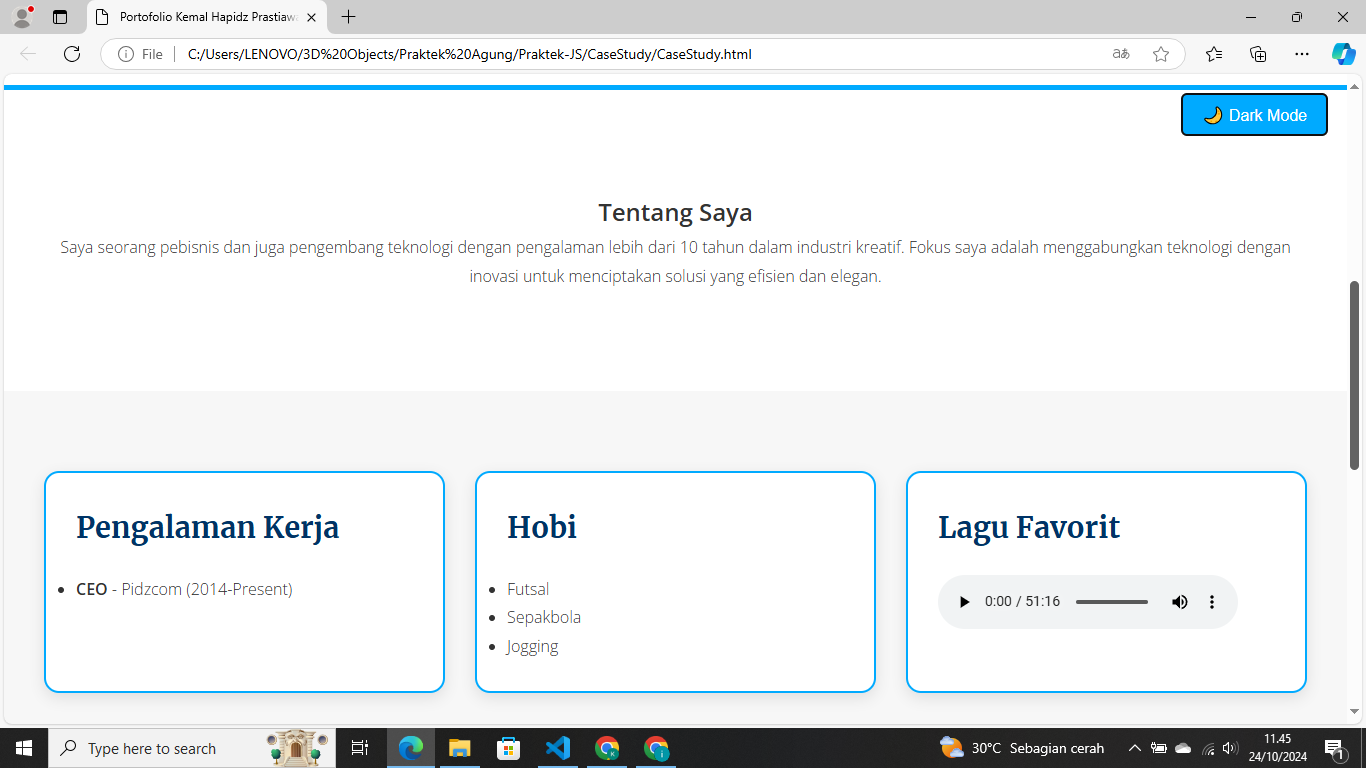 Portofolio Kemal Hapidz Prastiaw
File
C:/Users/LENOVO/3D%20Objects/Praktek%20Agung/Praktek-JS/CaseStudy/CaseStudy.html
🌙 Dark Mode
Tentang Saya
Saya seorang pebisnis dan juga pengembang teknologi dengan pengalaman lebih dari 10 tahun dalam industri kreatif. Fokus saya adalah menggabungkan teknologi dengan
inovasi untuk menciptakan solusi yang efisien dan elegan.
Pengalaman Kerja
• CEO - Pidzcom (2014-Present)
Hobi
• Futsal
• Sepakbola
• Jogging
Lagu Favorit
0:00 / 51:16
Type here to search
30°C Sebagian cerah
11.45
24/10/2024
1